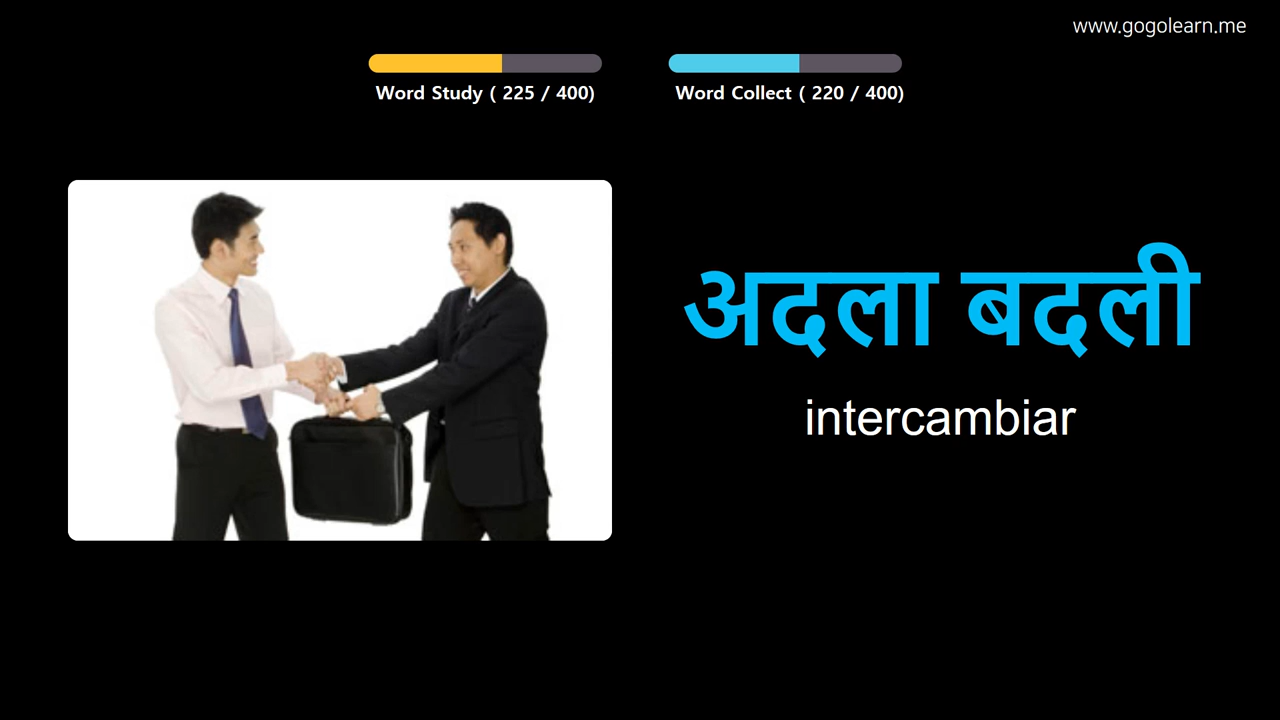 www.gogolearn.me
Word Study ( 225 / 400)
Word Collect ( 220 / 400)
अदला बदली
intercambiar